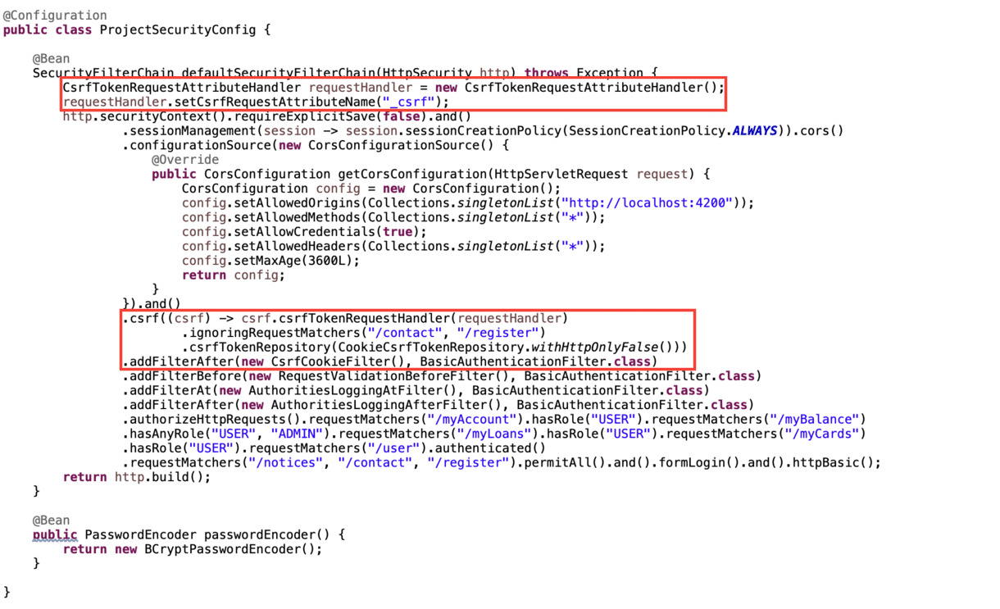 @Configuration
public class ProjectSecurityConfig {
@Bean
SecurityFilterChain defaultSecurityFilterChain(HttpSecurity http) throws Exception {
CsrfTokenRequestAttributeHandler requestHandler = new CsrfTokenRequestAttributeHandler();
requestHandler.setCsrfRequestAttributeName("_csrf");
http.securityContext().requireExplicitSave(false).and()
.sessionManagement(session -> session.sessionCreationPolicy(SessionCreationPolicy.ALWAYS)).cors()
.configurationSource(new CorsConfigurationSource() {
@Override
public CorsConfiguration getCorsConfiguration(HttpServletRequest request) {
CorsConfiguration config = new CorsConfiguration();
config.setAllowedOrigins(Collections.singletonList("http://localhost:4200"));
config.setAllowedMethods(Collections.singletonList("*"));
config.setAllowCredentials(true);
config.setAllowedHeaders(Collections.singletonList("*"));
config.setMaxAge(3600L);
return config;
}
}).and()
.csrf((csrf) -> csrf.csrfTokenRequestHandler(requestHandler)
.ignoringRequestMatchers("/contact", "/register")
.csrfTokenRepository(CookieCsrfTokenRepository.withHttpOnlyFalse()))
.addFilterAfter(new CsrfCookieFilter(), BasicAuthenticationFilter.class)
.addFilterBefore(new RequestValidationBeforeFilter(), BasicAuthenticationFilter.class)
.addFilterAt(new AuthoritiesLoggingAtFilter(), BasicAuthenticationFilter.class)
.addFilterAfter(new AuthoritiesLoggingAfterFilter(), BasicAuthenticationFilter.class)
.authorizeHttpRequests().requestMatchers("/myAccount").hasRole("USER").requestMatchers("/myBalance")
.hasAnyRole("USER", "ADMIN").requestMatchers("/myLoans").hasRole("USER").requestMatchers("/myCards")
.hasRole("USER").requestMatchers("/user").authenticated()
.requestMatchers("/notices", "/contact", "/register").permitAll().and().formLogin().and().httpBasic();
return http.build();
}
@Bean
public PasswordEncoder passwordEncoder() {
return new BCryptPasswordEncoder();
}
}